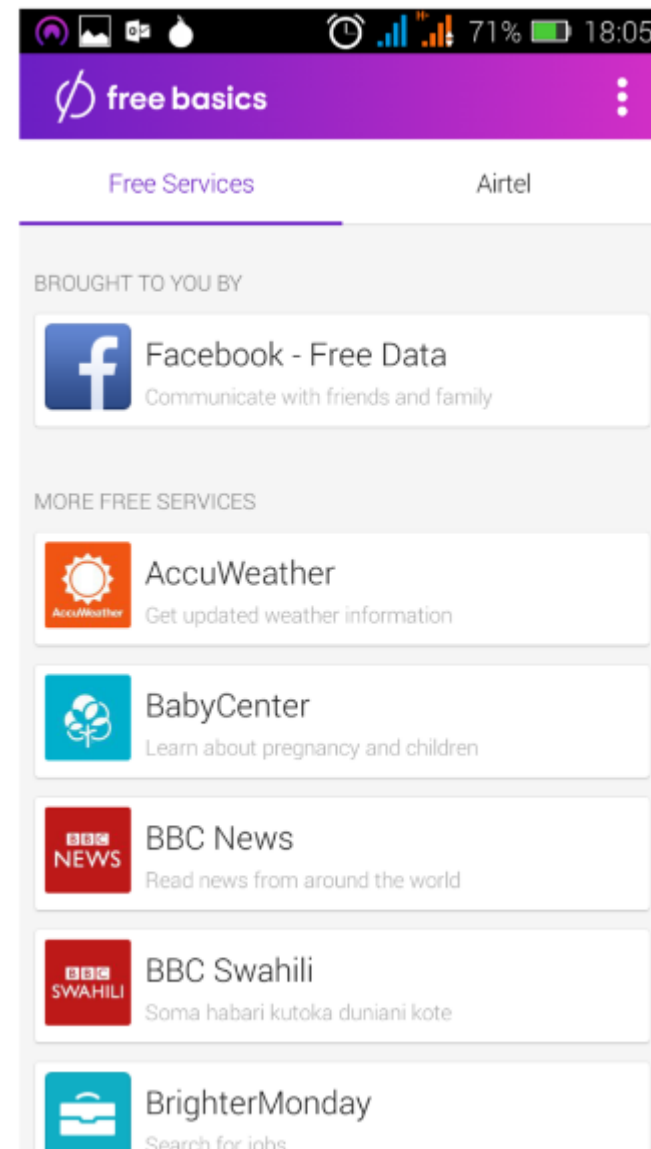 71% 18:05
free basics
Free Services Airtel
BROUGHT TO YOU BY
f Facebook - Free Data
Communicate with friends and family
MORE FREE SERVICES
AccuWeather
AccuWeather
Get updated weather information
BabyCenter
Learn about pregnancy and children
BBC NEWS
BBC News
Read news from around the world
BBC SWAHILI
BBC Swahili
Soma habari kutoka duniani kote
BrighterMonday
Search for jobs